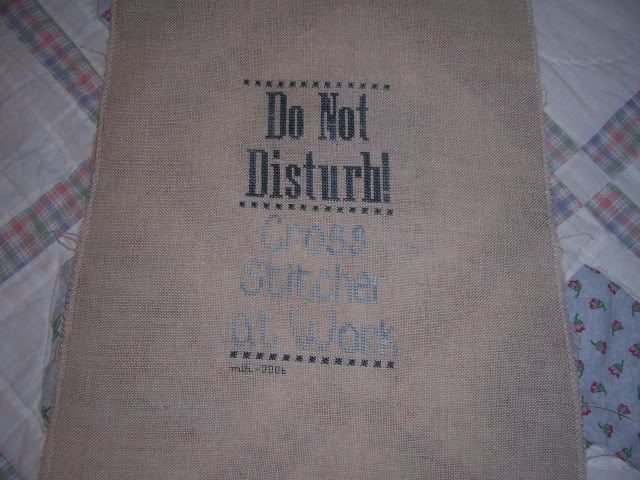 Do Not
Disturb!
Cross
Stitcher
at Work